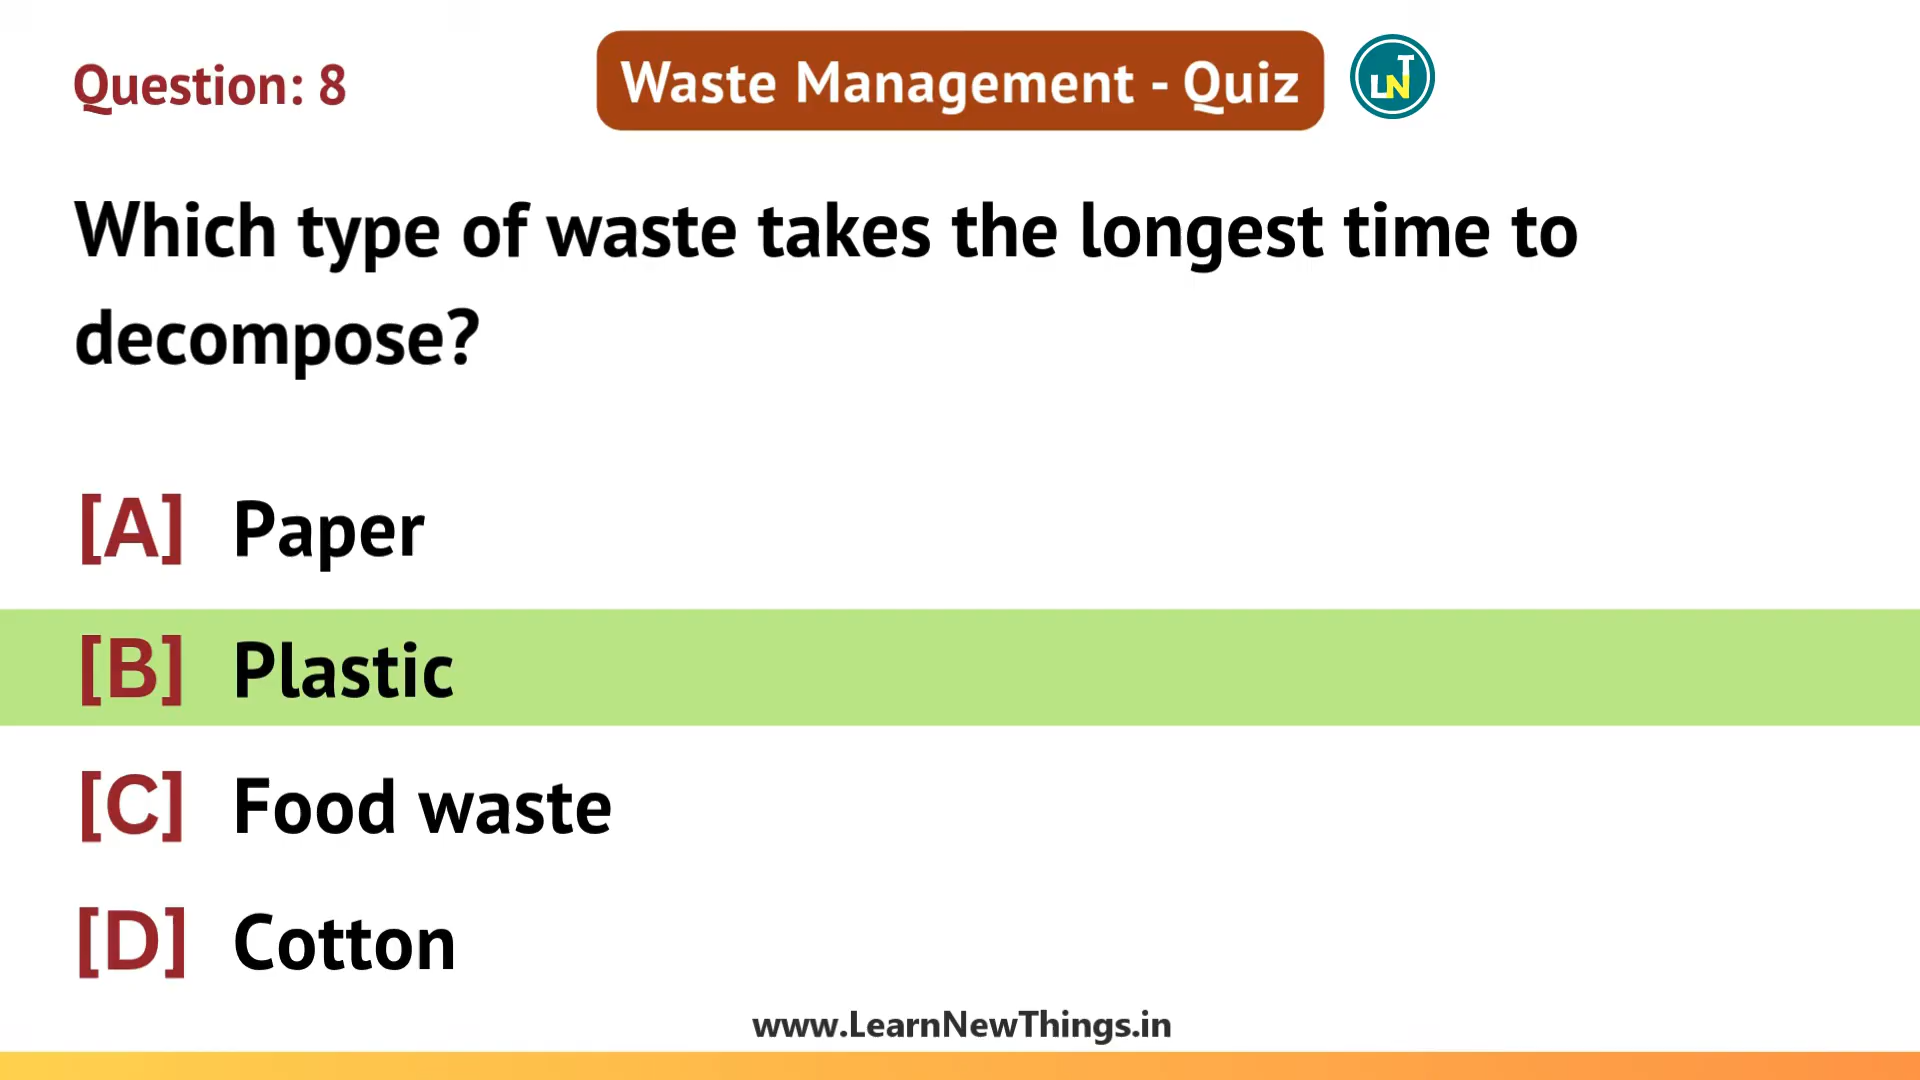 Question: 8
Waste Management - Quiz
LNT
Which type of waste takes the longest time to
decompose?
[A] Paper
[B] Plastic
[C] Food waste
[D] Cotton
www.LearnNewThings.in